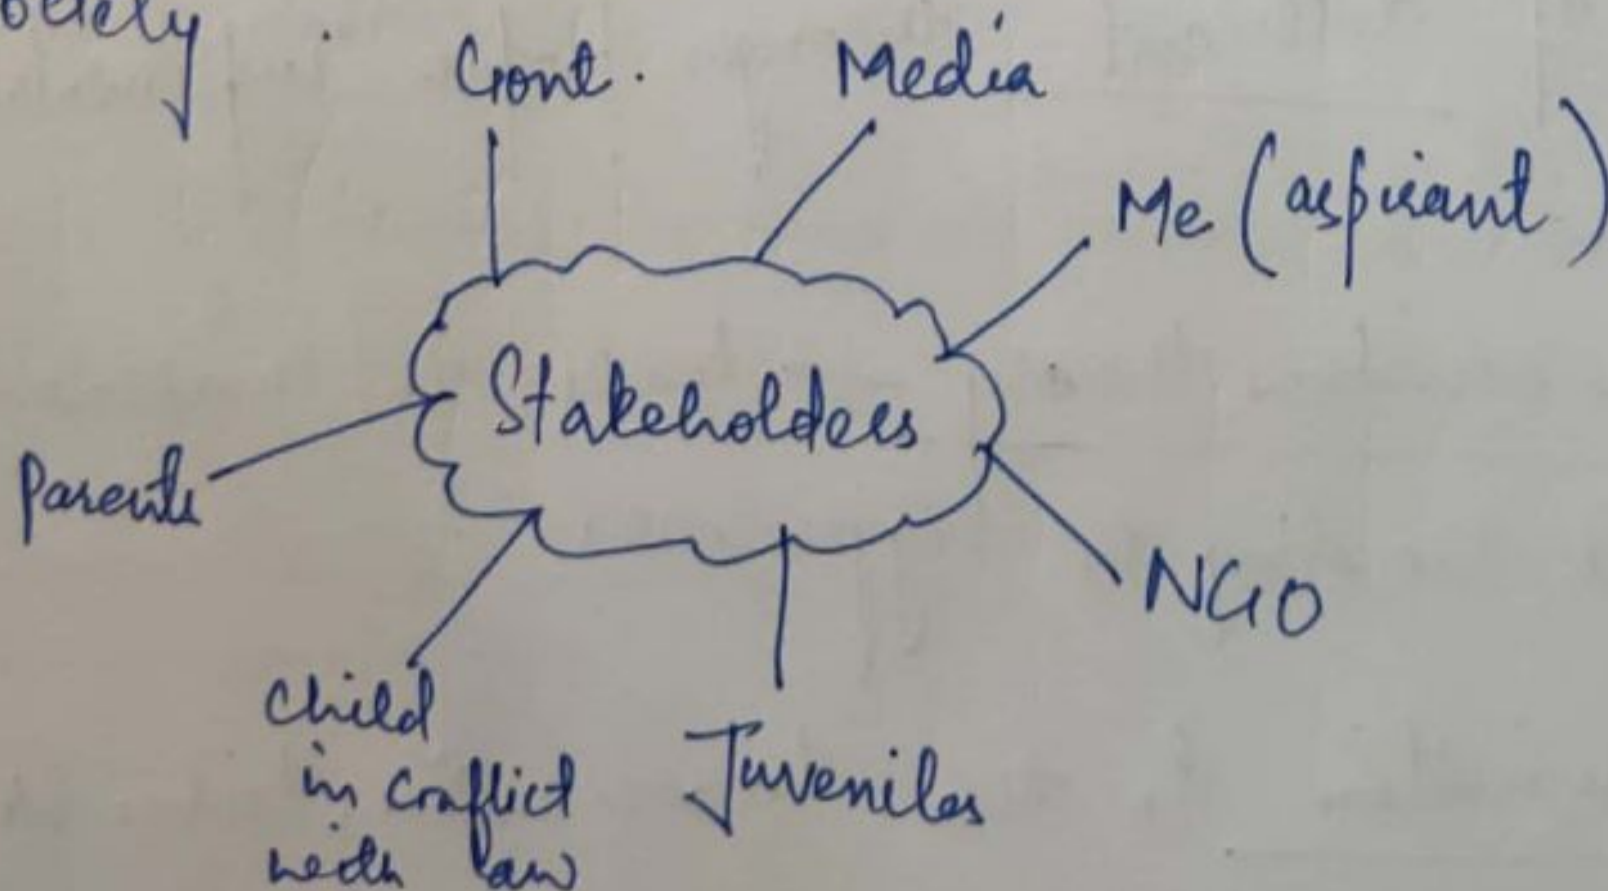 Govt.
Media
Me (aspirant)
Stakeholders
Parents
NGO
Child
in conflict
with law
Juveniles